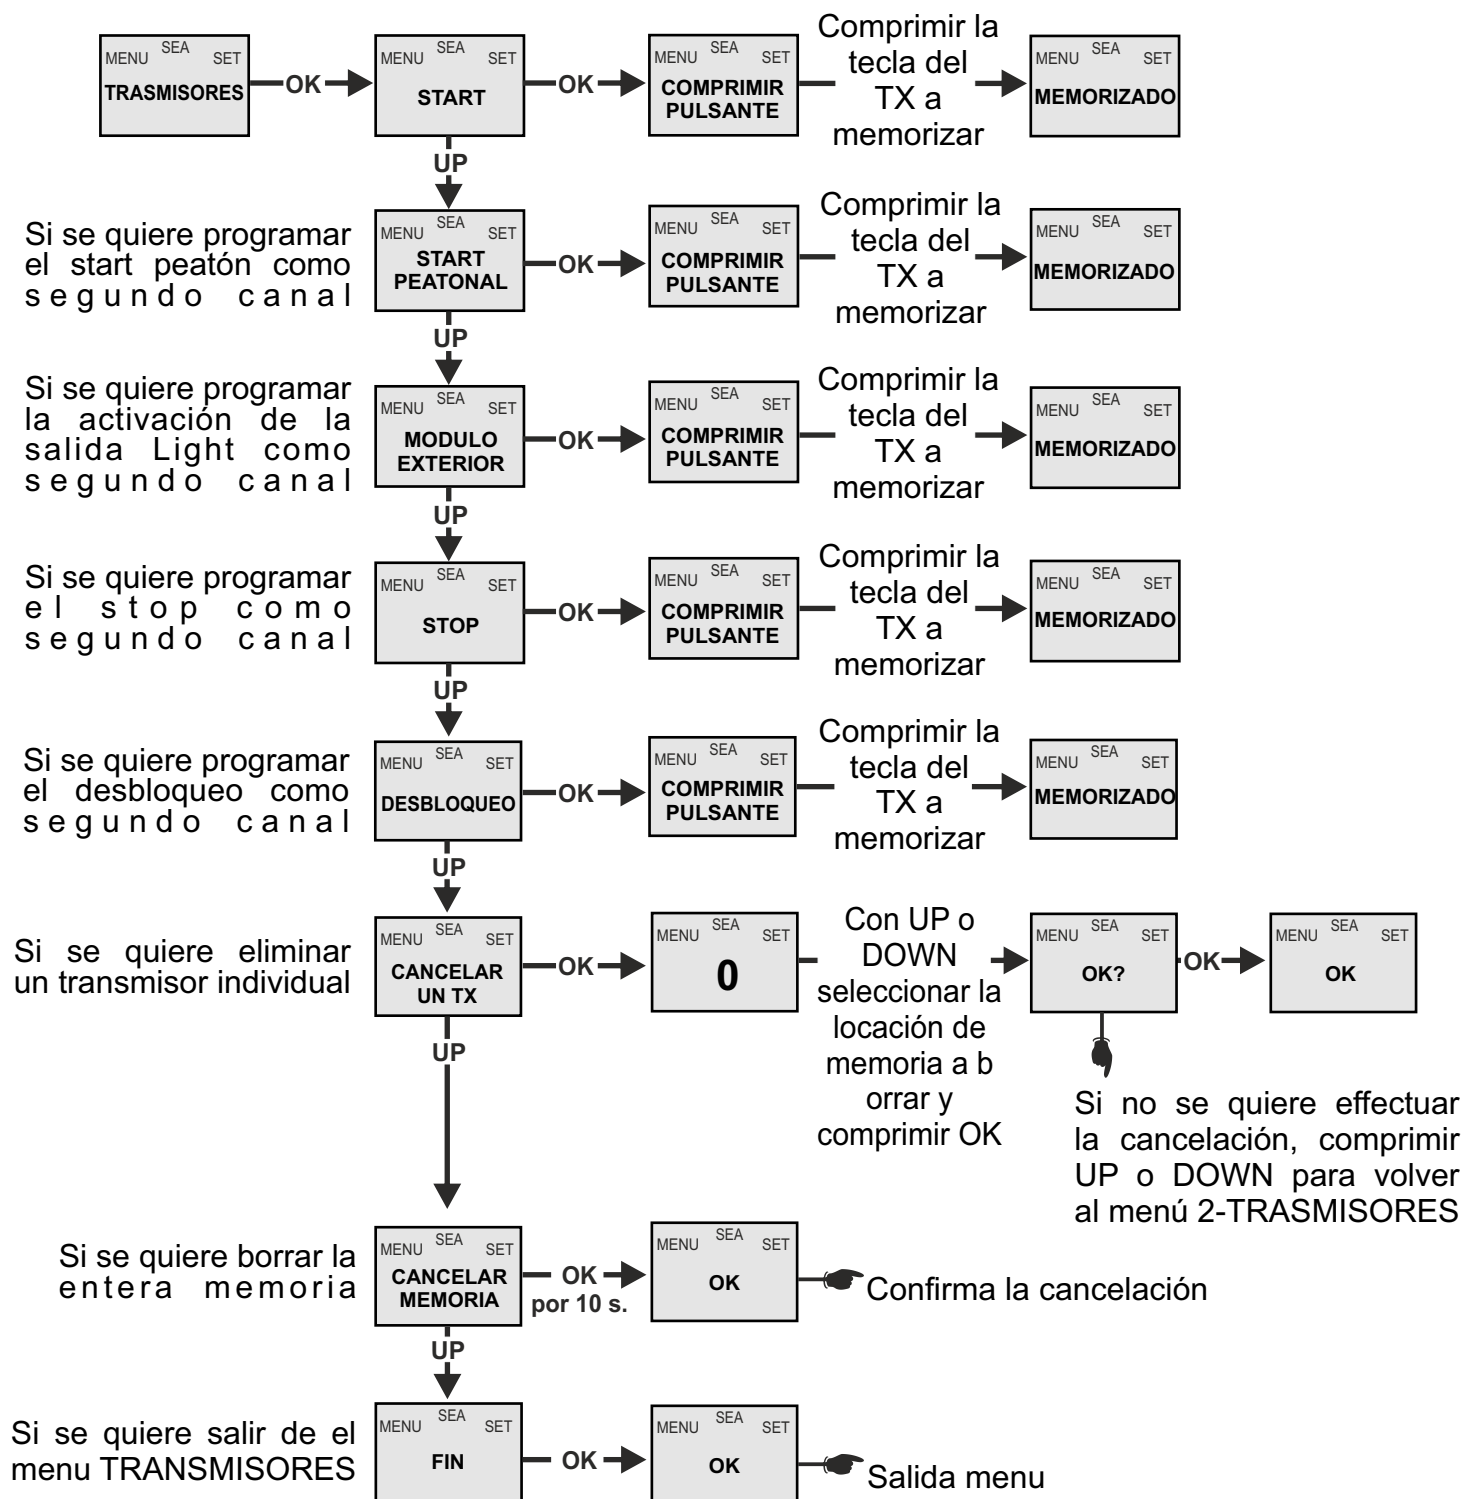 MENU SEA SET
TRASMISORES
OK
MENU SEA SET
START
OK
MENU SEA SET
COMPRIMIR
PULSANTE
Comprimir la
tecla del
TX a
memorizar
MENU SEA SET
MEMORIZADO
UP
Si se quiere programar
el start peatón como
segundo canal
MENU SEA SET
START
PEATONAL
OK
MENU SEA SET
COMPRIMIR
PULSANTE
Comprimir la
tecla del
TX a
memorizar
MENU SEA SET
MEMORIZADO
UP
Si se quiere programar
la activación de la
salida Light como
segundo canal
MENU SEA SET
MODULO
EXTERIOR
OK
MENU SEA SET
COMPRIMIR
PULSANTE
Comprimir la
tecla del
TX a
memorizar
MENU SEA SET
MEMORIZADO
UP
Si se quiere programar
el stop como
segundo canal
MENU SEA SET
STOP
OK
MENU SEA SET
COMPRIMIR
PULSANTE
Comprimir la
tecla del
TX a
memorizar
MENU SEA SET
MEMORIZADO
UP
Si se quiere programar
el desbloqueo como
segundo canal
MENU SEA SET
DESBLOQUEO
OK
MENU SEA SET
COMPRIMIR
PULSANTE
Comprimir la
tecla del
TX a
memorizar
MENU SEA SET
MEMORIZADO
UP
Si se quiere eliminar
un transmisor individual
MENU SEA SET
CANCELAR
UN TX
OK
MENU SEA SET
0
Con UP o
DOWN
seleccionar la
locación de
memoria a b
orrar y
comprimir OK
MENU SEA SET
OK?
OK
MENU SEA SET
OK
UP
Si no se quiere effectuar
la cancelación, comprimir
UP o DOWN para volver
al menú 2-TRASMISORES
Si se quiere borrar la
entera memoria
MENU SEA SET
CANCELAR
MEMORIA
OK
por 10 s.
MENU SEA SET
OK
Confirma la cancelación
UP
Si se quiere salir de el
menu TRANSMISORES
MENU SEA SET
FIN
OK
MENU SEA SET
OK
Salida menu